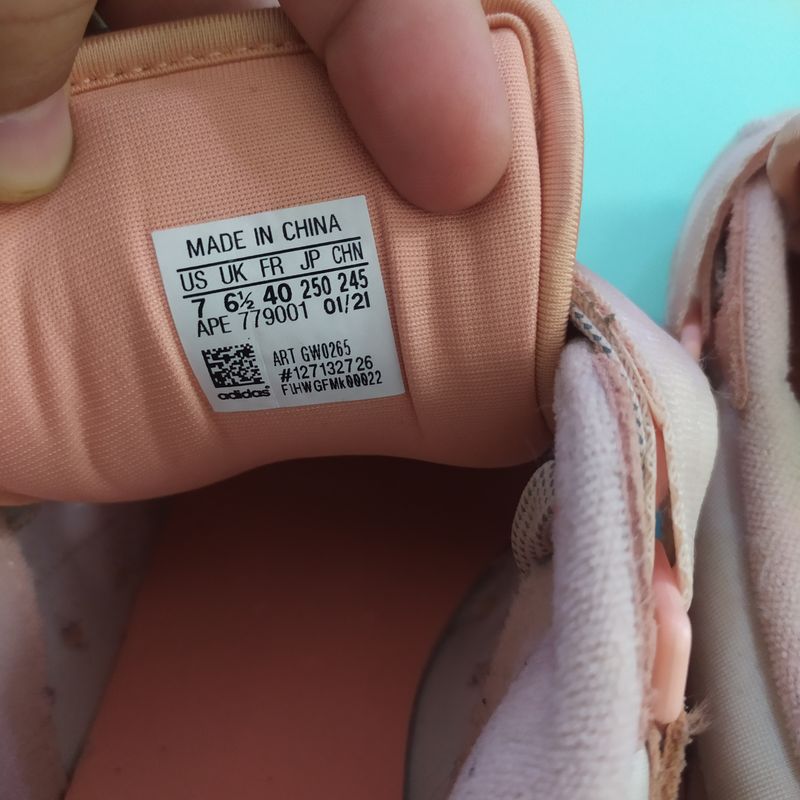 MADE IN CHINA
US UK FR JP CHN
7 6½ 40 250 245
APE 779001 01/21
ART GW0265
#127132726
F1HWGFMk00022
adidas